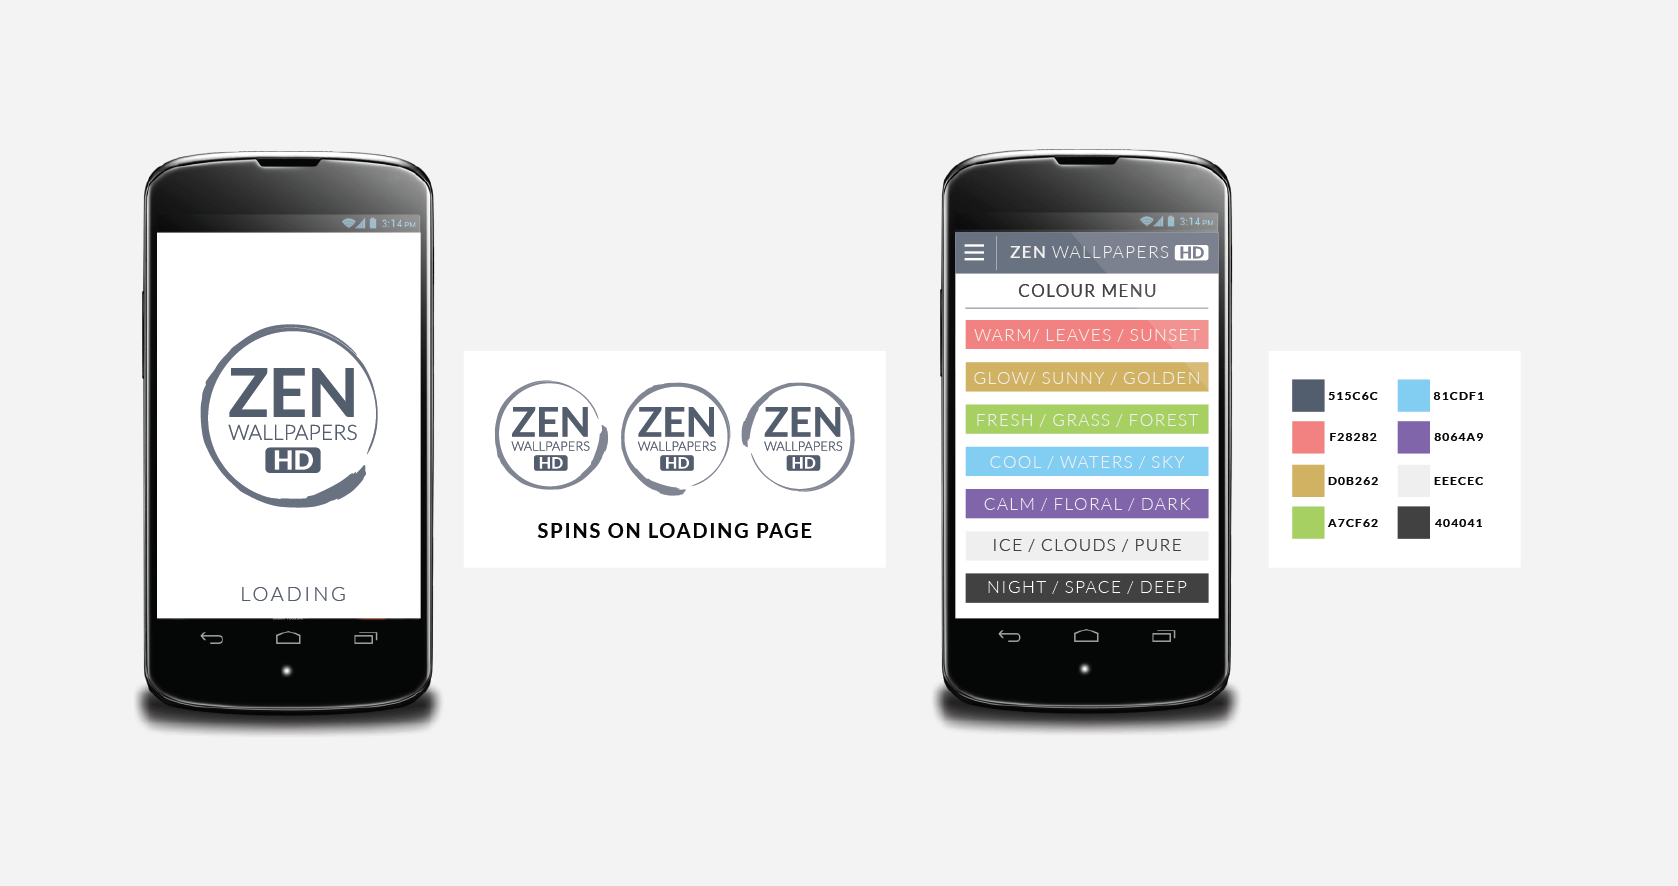 3:14 PM
ZEN
WALLPAPERS
HD
LOADING
ZEN
WALLPAPERS
HD
ZEN
WALLPAPERS
HD
ZEN
WALLPAPERS
HD
SPINS ON LOADING PAGE
3:14 PM
ZEN WALLPAPERS HD
COLOUR MENU
WARM/ LEAVES / SUNSET
GLOW/ SUNNY / GOLDEN
FRESH / GRASS / FOREST
COOL / WATERS / SKY
CALM / FLORAL / DARK
ICE / CLOUDS / PURE
NIGHT / SPACE / DEEP
515C6C
81CDF1
F28282
8064A9
D0B262
EEECEC
A7CF62
404041